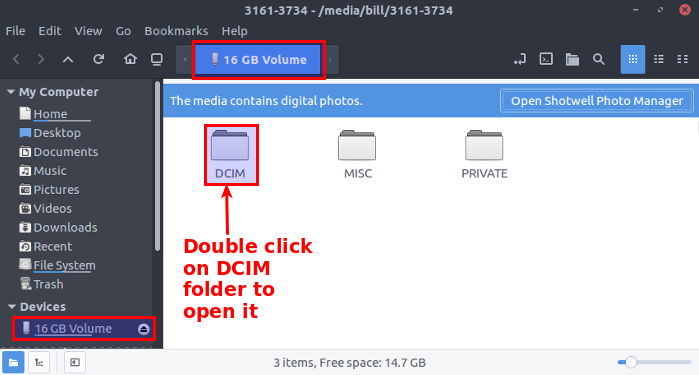 3161-3734 - /media/bill/3161-3734
File Edit View Go Bookmarks Help
16 GB Volume
My Computer
Home
Desktop
Documents
Music
Pictures
Videos
Downloads
Recent
File System
Trash
Devices
16 GB Volume
The media contains digital photos.
Open Shotwell Photo Manager
DCIM MISC PRIVATE
Double click
on DCIM
folder to
open it
3 items, Free space: 14.7 GB